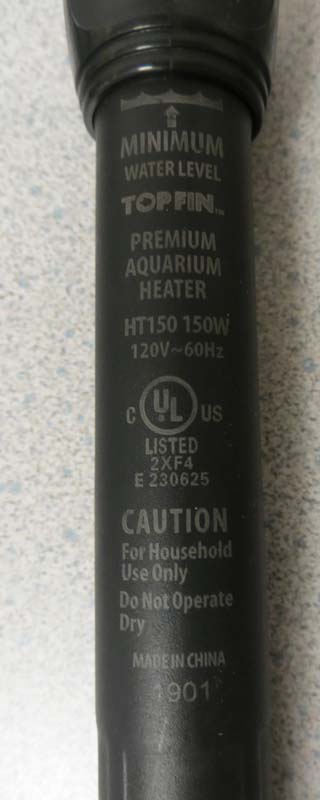 MINIMUM
WATER LEVEL
TOPFIN™
PREMIUM
AQUARIUM
HEATER
HT150 150W
120V~60Hz
C UL US
LISTED
2XF4
E 230625
CAUTION
For Household
Use Only
Do Not Operate
Dry
MADE IN CHINA
1901